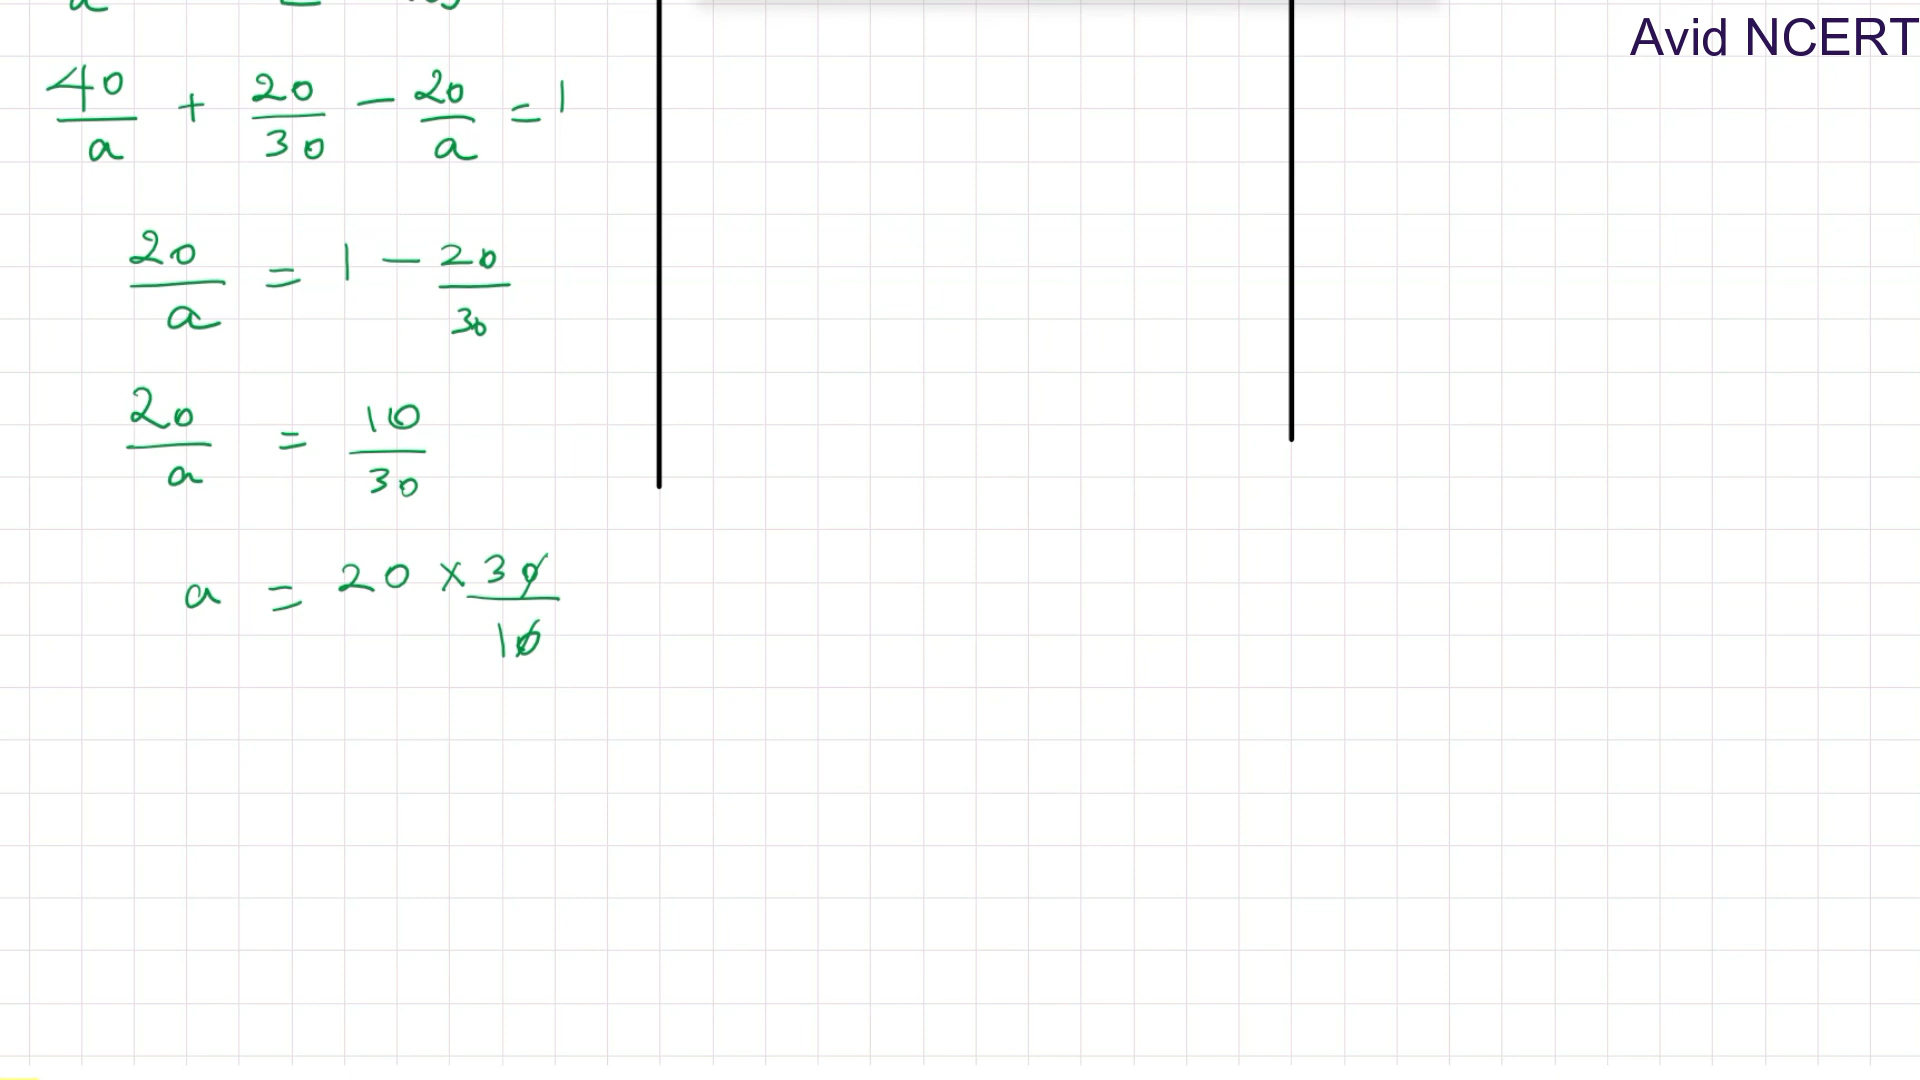 Avid NCERT
40/a + 20/30 - 20/a = 1
20/a = 1 - 20/30
20/a = 10/30
a = 20 × 30/10